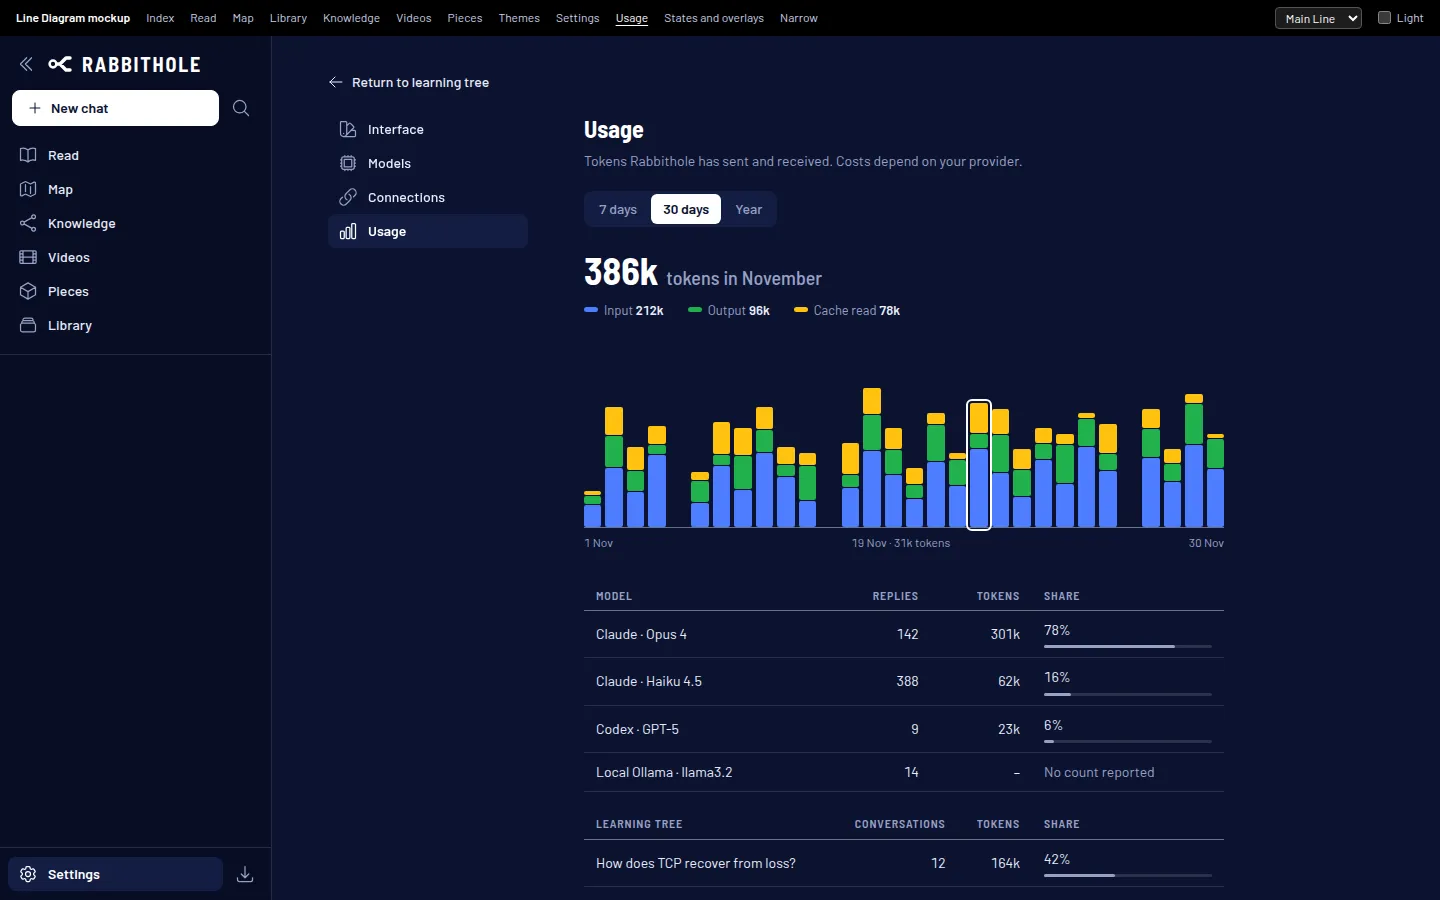 Line Diagram mockup Index Read Map Library Knowledge Videos Pieces Themes Settings Usage States and overlays Narrow Main Line Light
RABBITHOLE
New chat
Read
Map
Knowledge
Videos
Pieces
Library
Settings
Return to learning tree
Interface
Models
Connections
Usage
Usage
Tokens Rabbithole has sent and received. Costs depend on your provider.
7 days 30 days Year
386k tokens in November
Input 212k Output 96k Cache read 78k
1 Nov 19 Nov · 31k tokens 30 Nov
MODEL REPLIES TOKENS SHARE
Claude · Opus 4 142 301k 78%
Claude · Haiku 4.5 388 62k 16%
Codex · GPT-5 9 23k 6%
Local Ollama · llama3.2 14 – No count reported
LEARNING TREE CONVERSATIONS TOKENS SHARE
How does TCP recover from loss? 12 164k 42%